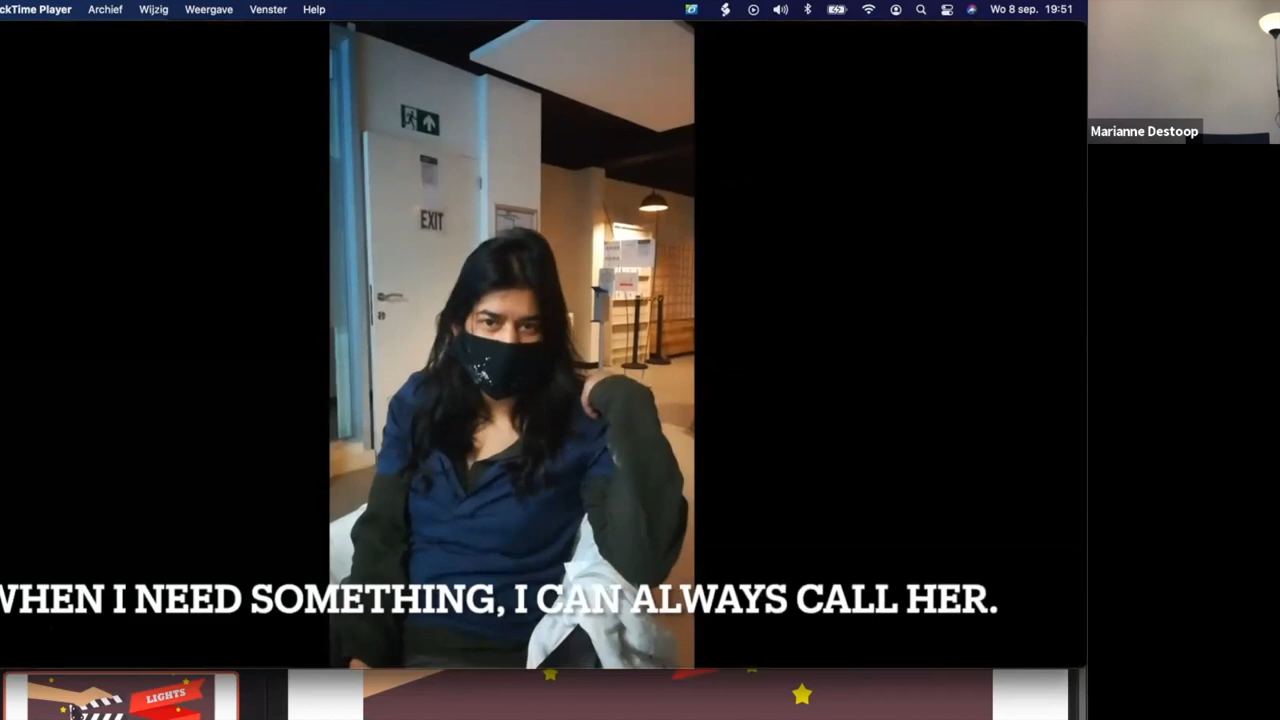 ckTime Player Archief Wijzig Weergave Venster Help Wo 8 sep. 19:51
Marianne Destoop
EXIT
WHEN I NEED SOMETHING, I CAN ALWAYS CALL HER.
LIGHTS